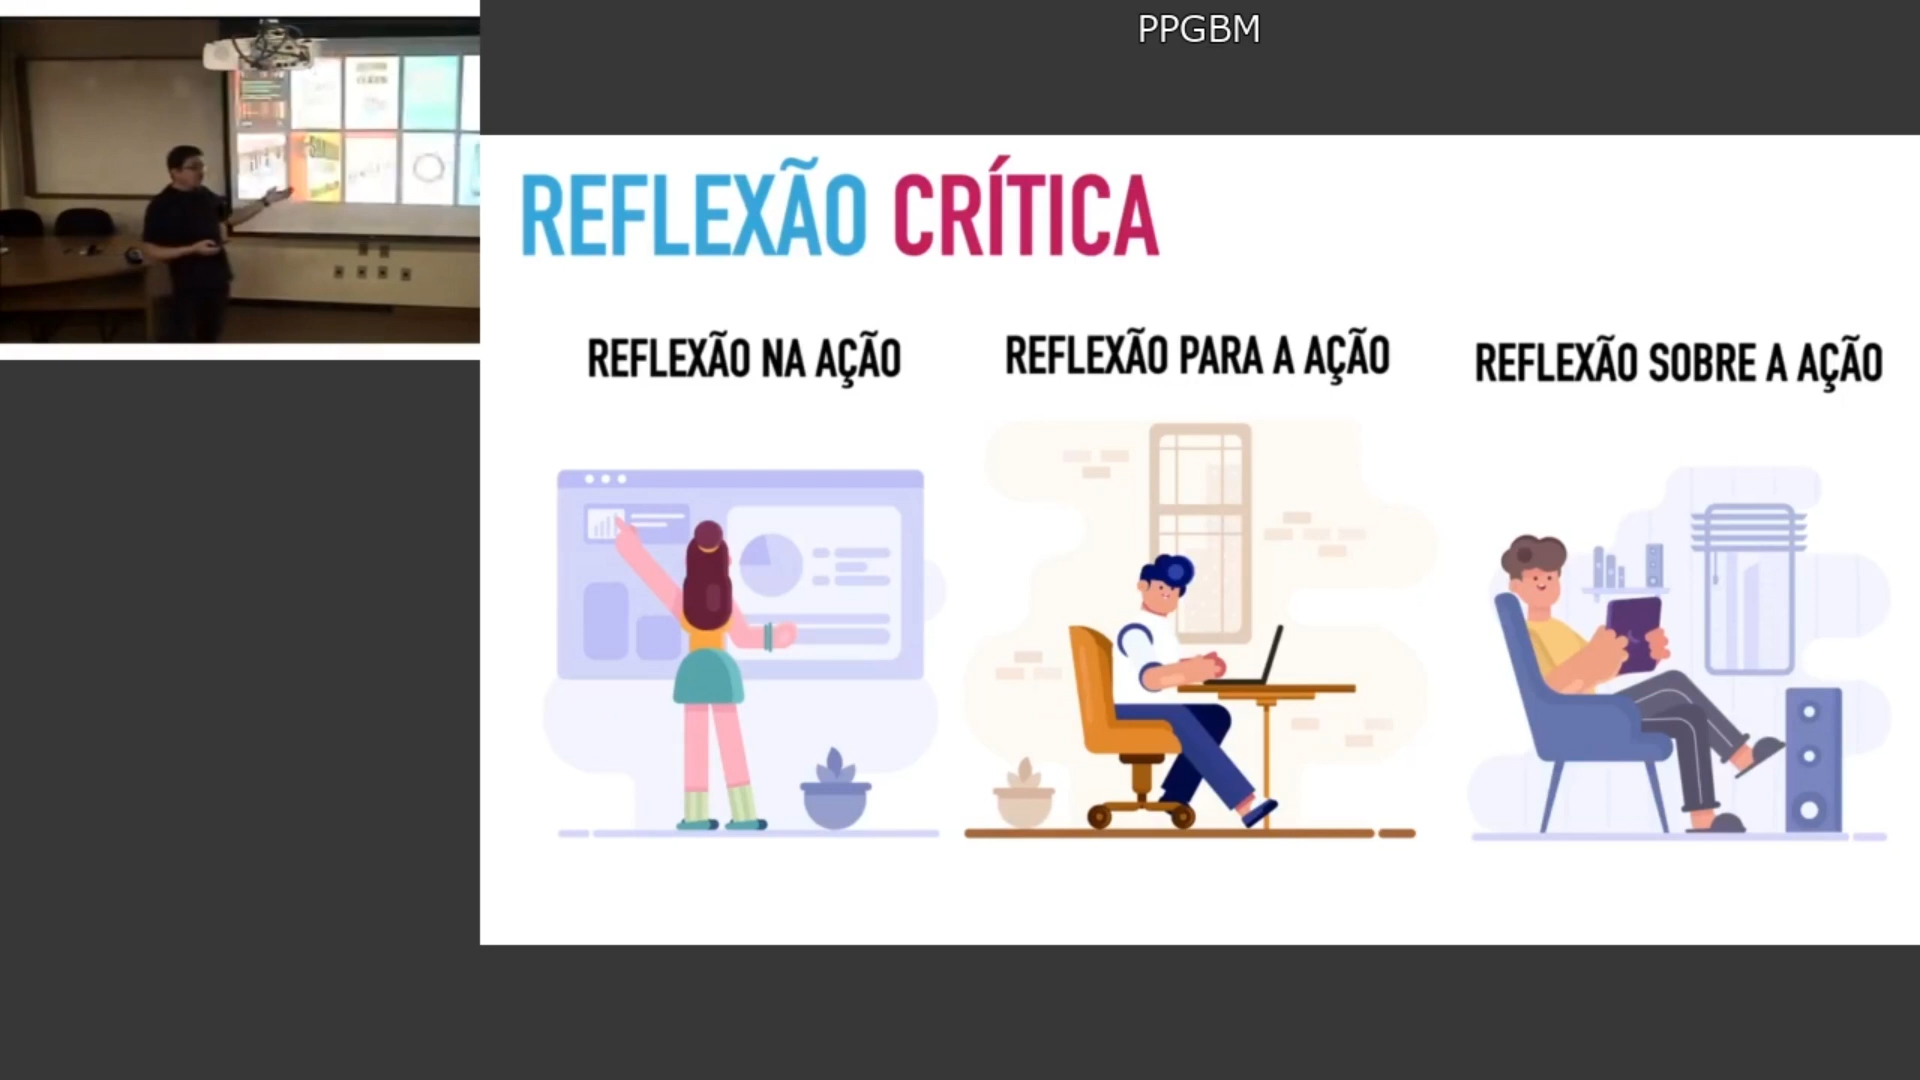 PPGBM
REFLEXÃO CRÍTICA
REFLEXÃO NA AÇÃO
REFLEXÃO PARA A AÇÃO
REFLEXÃO SOBRE A AÇÃO